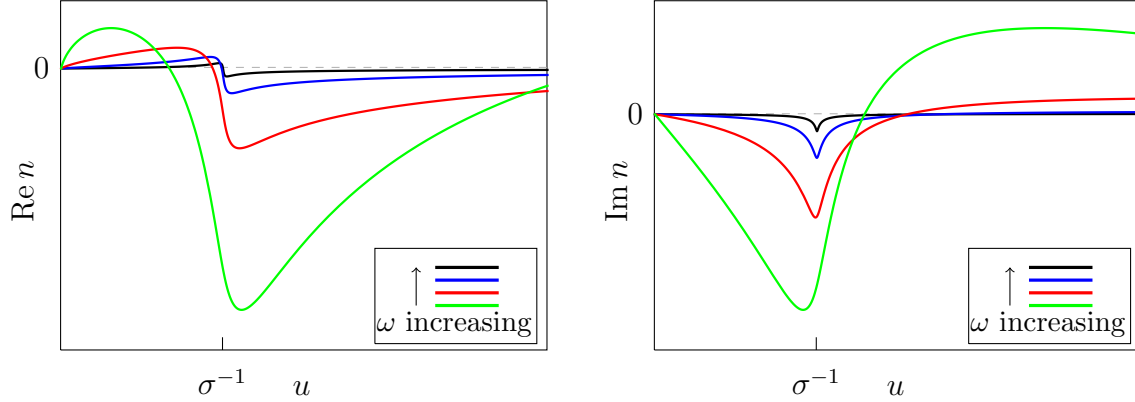 0
Re n
↑
ω increasing
σ⁻¹
u
0
Im n
↑
ω increasing
σ⁻¹
u